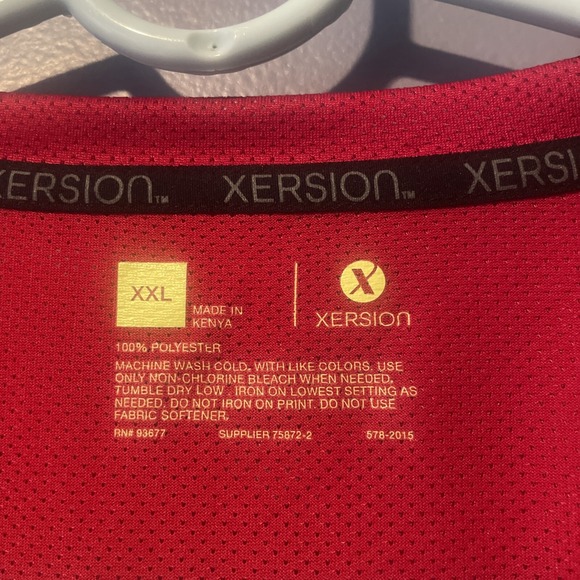 XERSION™ XERSION™ XERSI
XXL
MADE IN
KENYA
X
XERSION
100% POLYESTER
MACHINE WASH COLD. WITH LIKE COLORS. USE
ONLY NON-CHLORINE BLEACH WHEN NEEDED.
TUMBLE DRY LOW . IRON ON LOWEST SETTING AS
NEEDED. DO NOT IRON ON PRINT. DO NOT USE
FABRIC SOFTENER.
RN# 93677 SUPPLIER 75872-2 578-2015